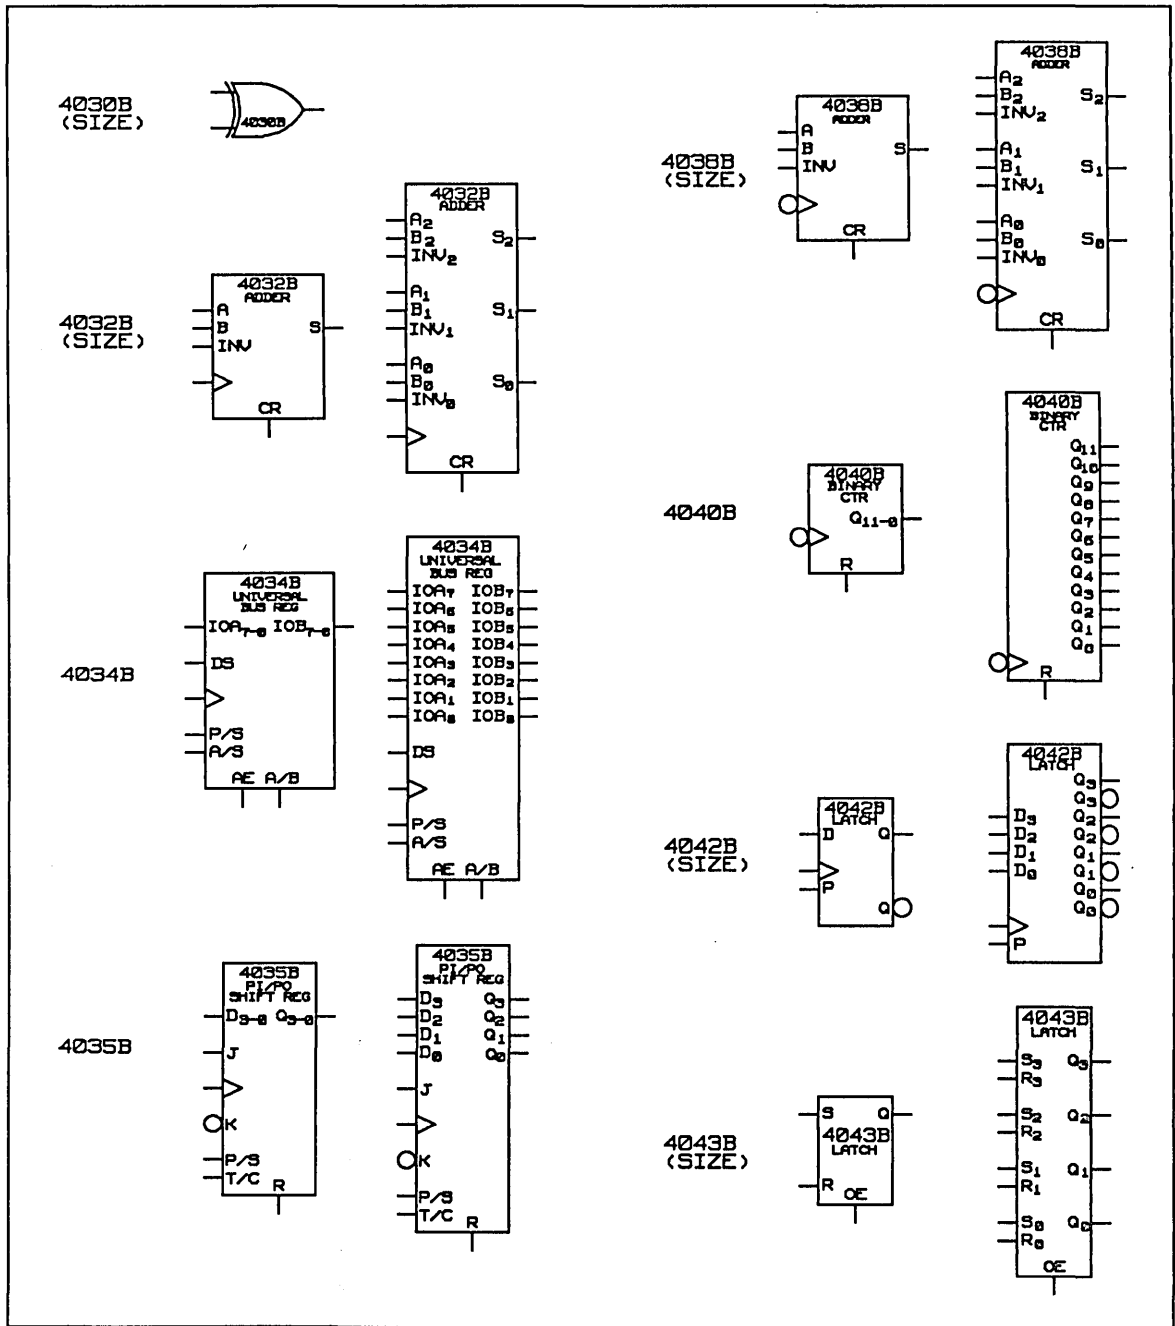 4030B
(SIZE)
4030B
4032B
(SIZE)
4032B
ADDER
A
B
INV
S
CR
4032B
ADDER
A2
B2
INV2
S2
A1
B1
INV1
S1
A0
B0
INV0
S0
CR
4034B
4034B
UNIVERSAL
BUS REG
IOA7-0 IOB7-0
DS
P/S
A/S
AE A/B
4034B
UNIVERSAL
BUS REG
IOA7 IOB7
IOA6 IOB6
IOA5 IOB5
IOA4 IOB4
IOA3 IOB3
IOA2 IOB2
IOA1 IOB1
IOA0 IOB0
DS
P/S
A/S
AE A/B
4035B
4035B
PI/PO
SHIFT REG
D3-0 Q3-0
J
K
P/S
T/C
R
4035B
PI/PO
SHIFT REG
D3 Q3
D2 Q2
D1 Q1
D0 Q0
J
K
P/S
T/C
R
4038B
(SIZE)
4038B
ADDER
A
B
INV
S
CR
4038B
ADDER
A2
B2
INV2
S2
A1
B1
INV1
S1
A0
B0
INV0
S0
CR
4040B
4040B
BINARY
CTR
Q11-0
R
4040B
BINARY
CTR
Q11
Q10
Q9
Q8
Q7
Q6
Q5
Q4
Q3
Q2
Q1
Q0
R
4042B
(SIZE)
4042B
LATCH
D Q
P
Q
4042B
LATCH
Q3
Q3
D3 Q2
D2 Q2
D1 Q1
D0 Q1
Q0
Q0
P
4043B
(SIZE)
S Q
4043B
LATCH
R
OE
4043B
LATCH
S3 Q3
R3
S2 Q2
R2
S1 Q1
R1
S0 Q0
R0
OE